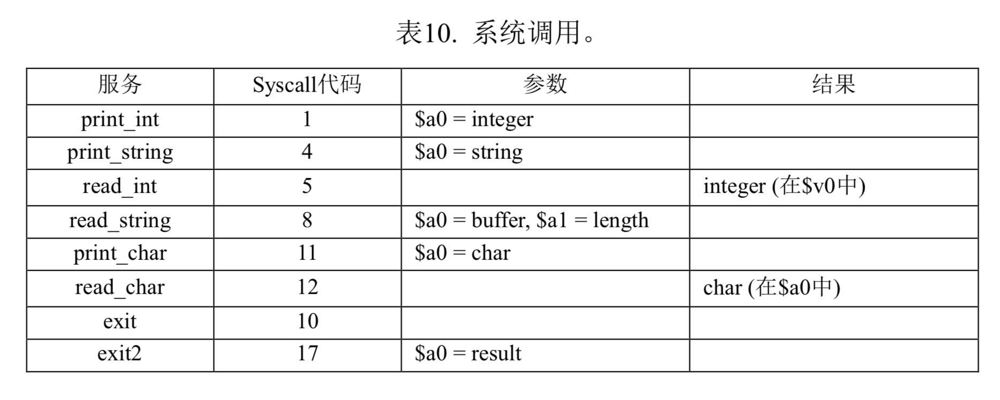 表10. 系统调用。
服务 Syscall代码 参数 结果
print_int 1 $a0 = integer
print_string 4 $a0 = string
read_int 5 integer (在$v0中)
read_string 8 $a0 = buffer, $a1 = length
print_char 11 $a0 = char
read_char 12 char (在$a0中)
exit 10
exit2 17 $a0 = result